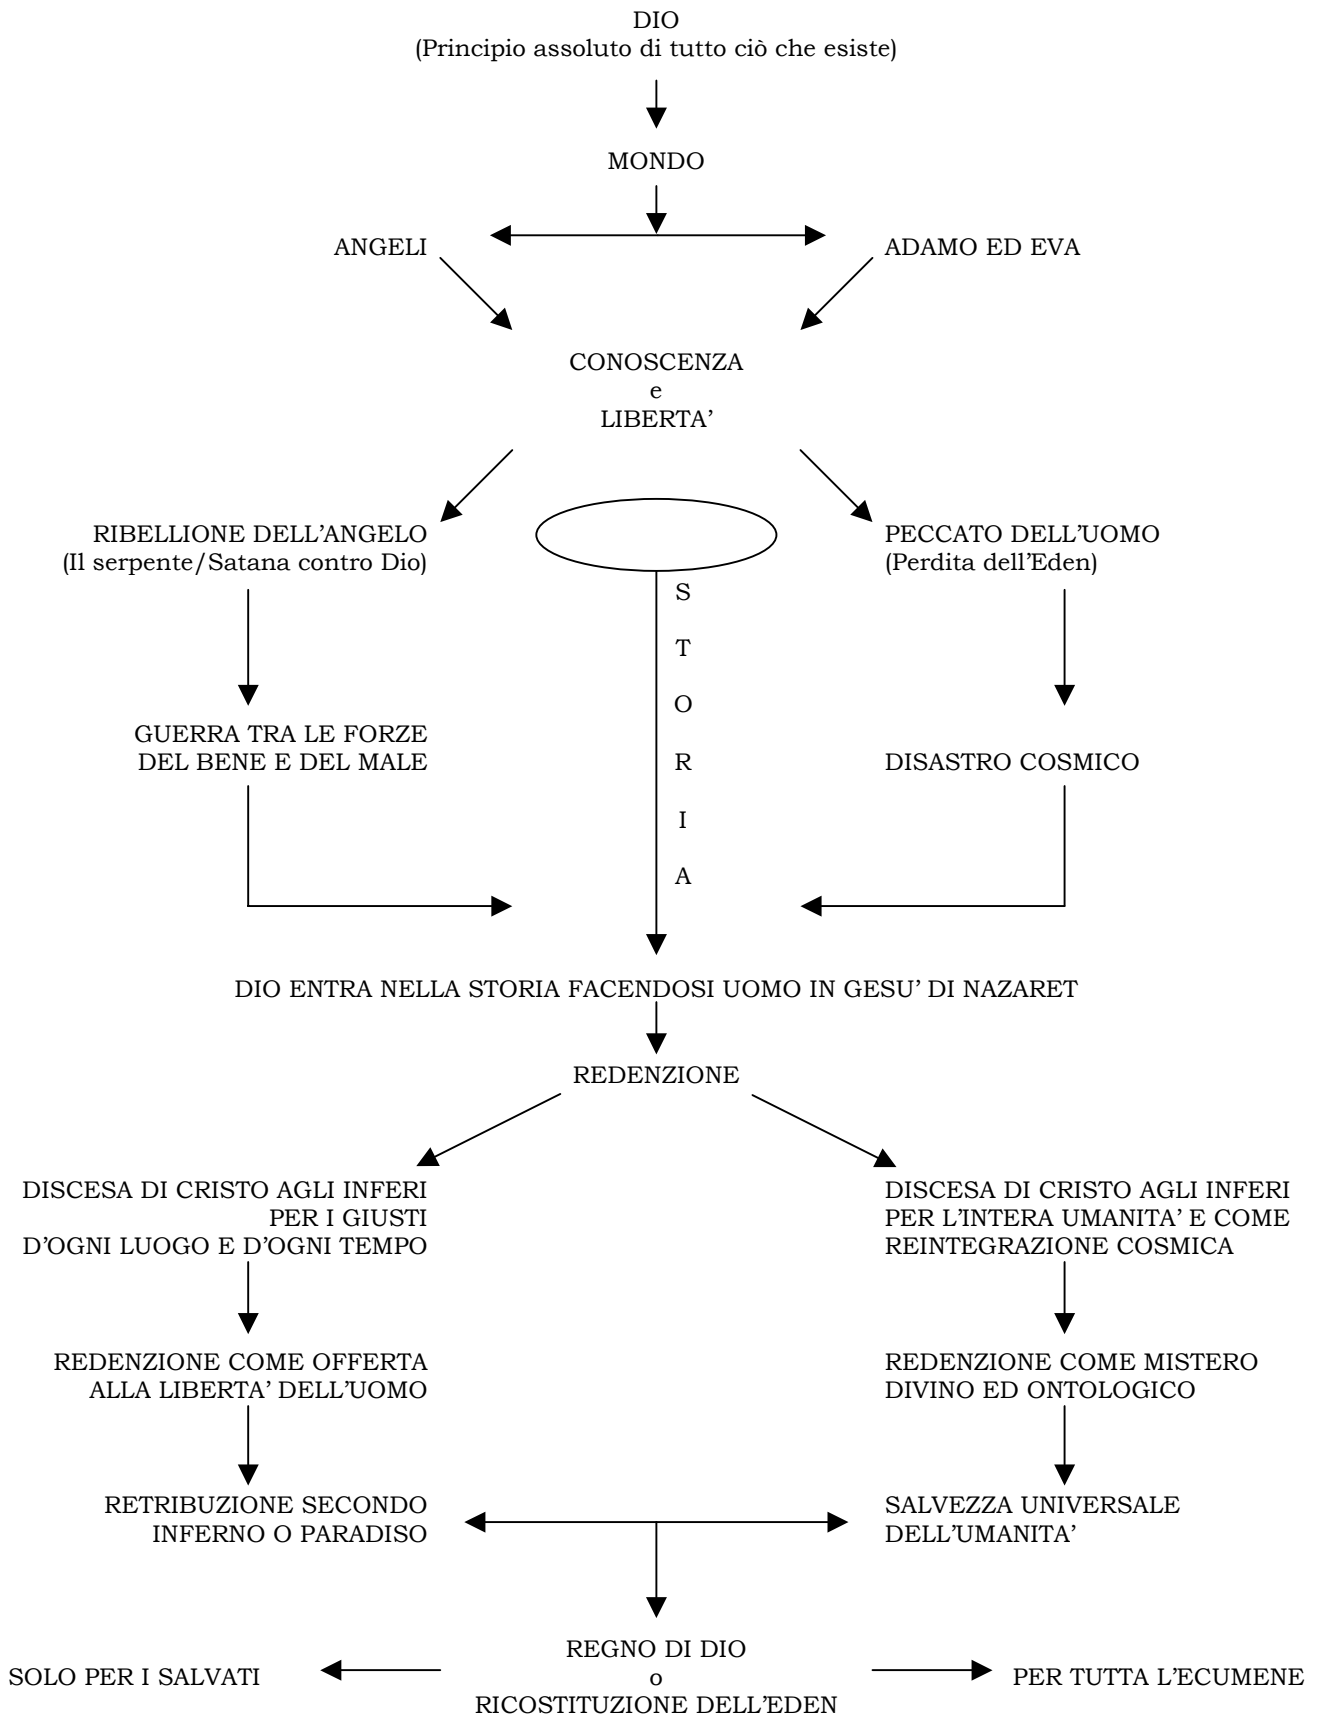 DIO
(Principio assoluto di tutto ciò che esiste)
MONDO
ANGELI
ADAMO ED EVA
CONOSCENZA
e
LIBERTA’
RIBELLIONE DELL’ANGELO
(Il serpente/Satana contro Dio)
PECCATO DELL’UOMO
(Perdita dell’Eden)
S
T
O
R
I
A
GUERRA TRA LE FORZE
DEL BENE E DEL MALE
DISASTRO COSMICO
DIO ENTRA NELLA STORIA FACENDOSI UOMO IN GESU’ DI NAZARET
REDENZIONE
DISCESA DI CRISTO AGLI INFERI
PER I GIUSTI
D’OGNI LUOGO E D’OGNI TEMPO
DISCESA DI CRISTO AGLI INFERI
PER L’INTERA UMANITA’ E COME
REINTEGRAZIONE COSMICA
REDENZIONE COME OFFERTA
ALLA LIBERTA’ DELL’UOMO
REDENZIONE COME MISTERO
DIVINO ED ONTOLOGICO
RETRIBUZIONE SECONDO
INFERNO O PARADISO
SALVEZZA UNIVERSALE
DELL’UMANITA’
REGNO DI DIO
o
RICOSTITUZIONE DELL’EDEN
SOLO PER I SALVATI
PER TUTTA L’ECUMENE